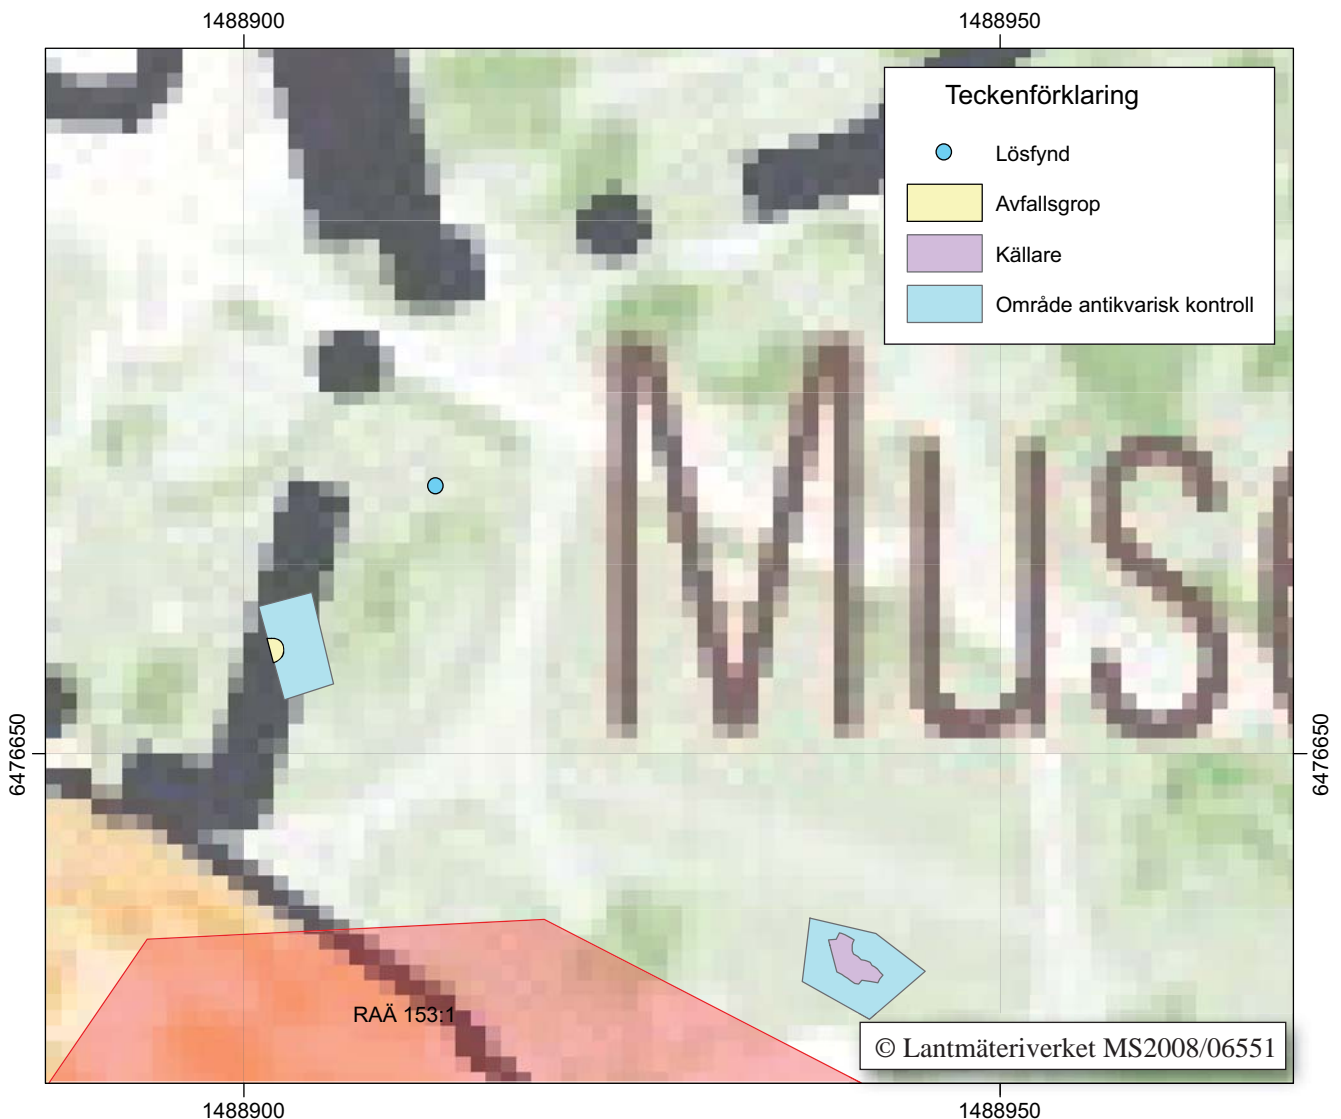 1488900
1488950
Teckenförklaring
Lösfynd
Avfallsgrop
Källare
Område antikvarisk kontroll
Mus
6476650
6476650
RAÄ 153:1
© Lantmäteriverket MS2008/06551
1488900
1488950